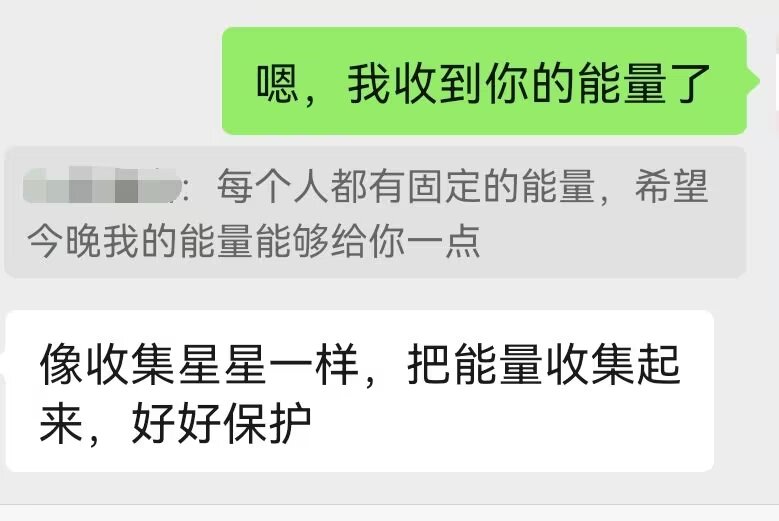 嗯，我收到你的能量了
：每个人都有固定的能量，希望
今晚我的能量能够给你一点
像收集星星一样，把能量收集起
来，好好保护